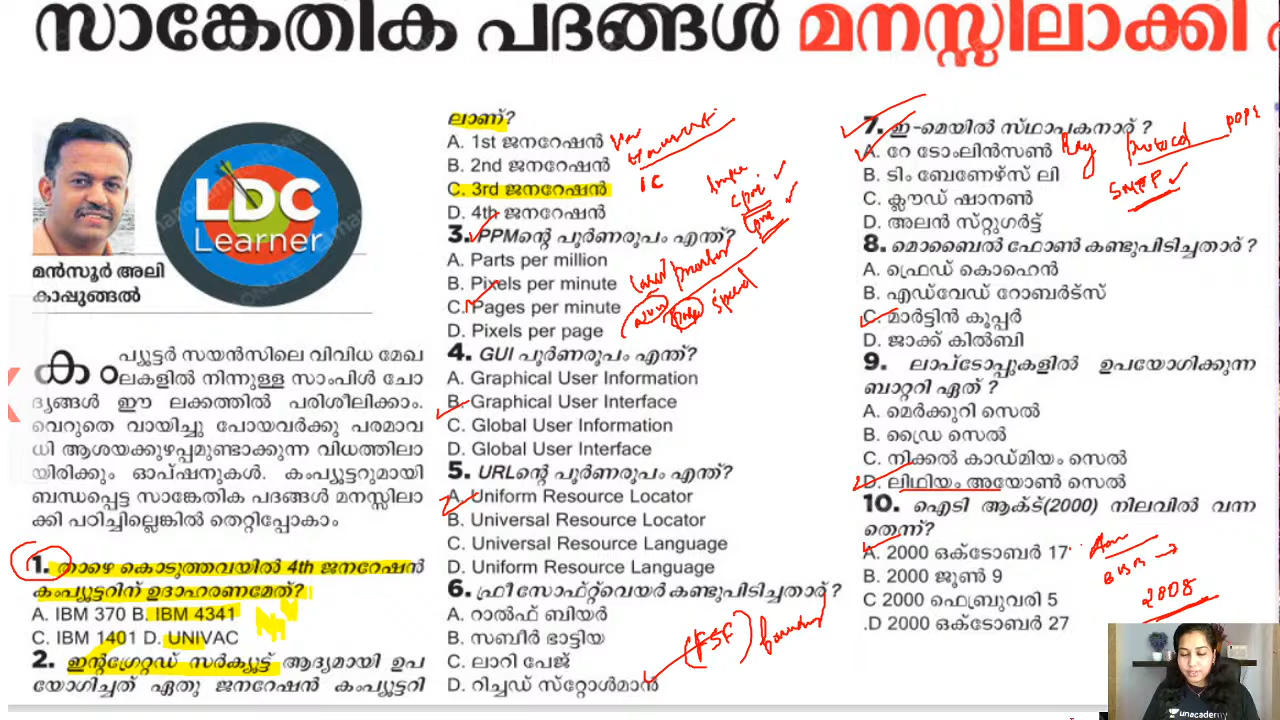 സാങ്കേതിക പദങ്ങൾ മനസ്സിലാക്കി
LDC
Learner
മൻസൂർ അലി
കാപ്പുങ്ങൽ
കംപ്യൂട്ടർ സയൻസിലെ വിവിധ മേഖ
ലകളിൽ നിന്നുള്ള സാംപിൾ ചോ
ദ്യങ്ങൾ ഈ ലക്കത്തിൽ പരിശീലിക്കാം.
വെറുതെ വായിച്ചു പോയവർക്കു പരമാവ
ധി ആശയക്കുഴപ്പമുണ്ടാക്കുന്ന വിധത്തിലാ
യിരിക്കും ഓപ്ഷനുകൾ. കംപ്യൂട്ടറുമായി
ബന്ധപ്പെട്ട സാങ്കേതിക പദങ്ങൾ മനസ്സിലാ
ക്കി പഠിച്ചില്ലെങ്കിൽ തെറ്റിപ്പോകാം
1. താഴെ കൊടുത്തവയിൽ 4th ജനറേഷൻ
കംപ്യൂട്ടറിന് ഉദാഹരണമേത്?
A. IBM 370 B. IBM 4341
C. IBM 1401 D. UNIVAC
2. ഇന്റഗ്രേറ്റഡ് സർക്യൂട്ട് ആദ്യമായി ഉപ
യോഗിച്ചത് ഏതു ജനറേഷൻ കംപ്യൂട്ടറി
ലാണ്?
A. 1st ജനറേഷൻ
B. 2nd ജനറേഷൻ
C. 3rd ജനറേഷൻ
D. 4th ജനറേഷൻ
IC
3. PPMന്റെ പൂർണരൂപം എന്ത്?
A. Parts per million
B. Pixels per minute
C. Pages per minute
D. Pixels per page
speed
4. GUI പൂർണരൂപം എന്ത്?
A. Graphical User Information
B. Graphical User Interface
C. Global User Information
D. Global User Interface
5. URLന്റെ പൂർണരൂപം എന്ത്?
A. Uniform Resource Locator
B. Universal Resource Locator
C. Universal Resource Language
D. Uniform Resource Language
6. ഫ്രീ സോഫ്റ്റ്‌വെയർ കണ്ടുപിടിച്ചതാര്?
A. റാൽഫ് ബിയർ
B. സബീർ ഭാട്ടിയ
C. ലാറി പേജ്
D. റിച്ചഡ് സ്റ്റോൾമാൻ
(FSF)
7. ഇ-മെയിൽ സ്ഥാപകനാര് ?
A. റേ ടോംലിൻസൺ
B. ടിം ബേണേഴ്സ് ലി
C. ക്ലൗഡ് ഷാനൺ
D. അലൻ സ്റ്റുഗർട്ട്
Ray Protocol POP3
SMTP
8. മൊബൈൽ ഫോൺ കണ്ടുപിടിച്ചതാര് ?
A. ഫ്രെഡ് കൊഹെൻ
B. എഡ്‌വേഡ് റോബർട്സ്
C. മാർട്ടിൻ കൂപ്പർ
D. ജാക്ക് കിൽബി
9. ലാപ്ടോപ്പുകളിൽ ഉപയോഗിക്കുന്ന
ബാറ്ററി ഏത് ?
A. മെർക്കുറി സെൽ
B. ഡ്രൈ സെൽ
C. നിക്കൽ കാഡ്മിയം സെൽ
D. ലിഥിയം അയോൺ സെൽ
10. ഐടി ആക്ട്(2000) നിലവിൽ വന്ന
തെന്ന്?
A. 2000 ഒക്ടോബർ 17
B. 2000 ജൂൺ 9
C 2000 ഫെബ്രുവരി 5
.D 2000 ഒക്ടോബർ 27
2008
unacademy